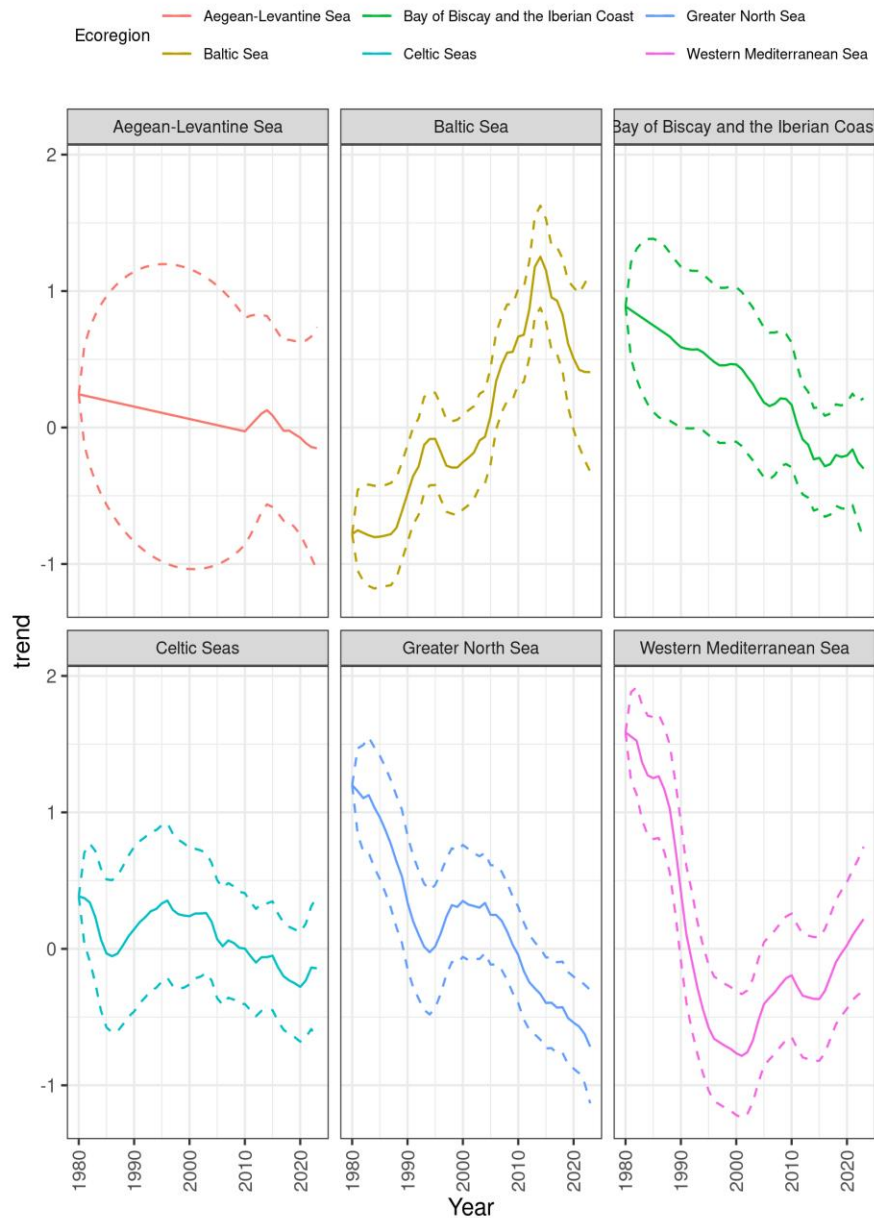 Ecoregion
Aegean-Levantine Sea
Bay of Biscay and the Iberian Coast
Greater North Sea
Baltic Sea
Celtic Seas
Western Mediterranean Sea
Aegean-Levantine Sea
Baltic Sea
Bay of Biscay and the Iberian Coas
2
1
0
-1
trend
Celtic Seas
Greater North Sea
Western Mediterranean Sea
2
1
0
-1
1980 1990 2000 2010 2020
1980 1990 2000 2010 2020
1980 1990 2000 2010 2020
Year